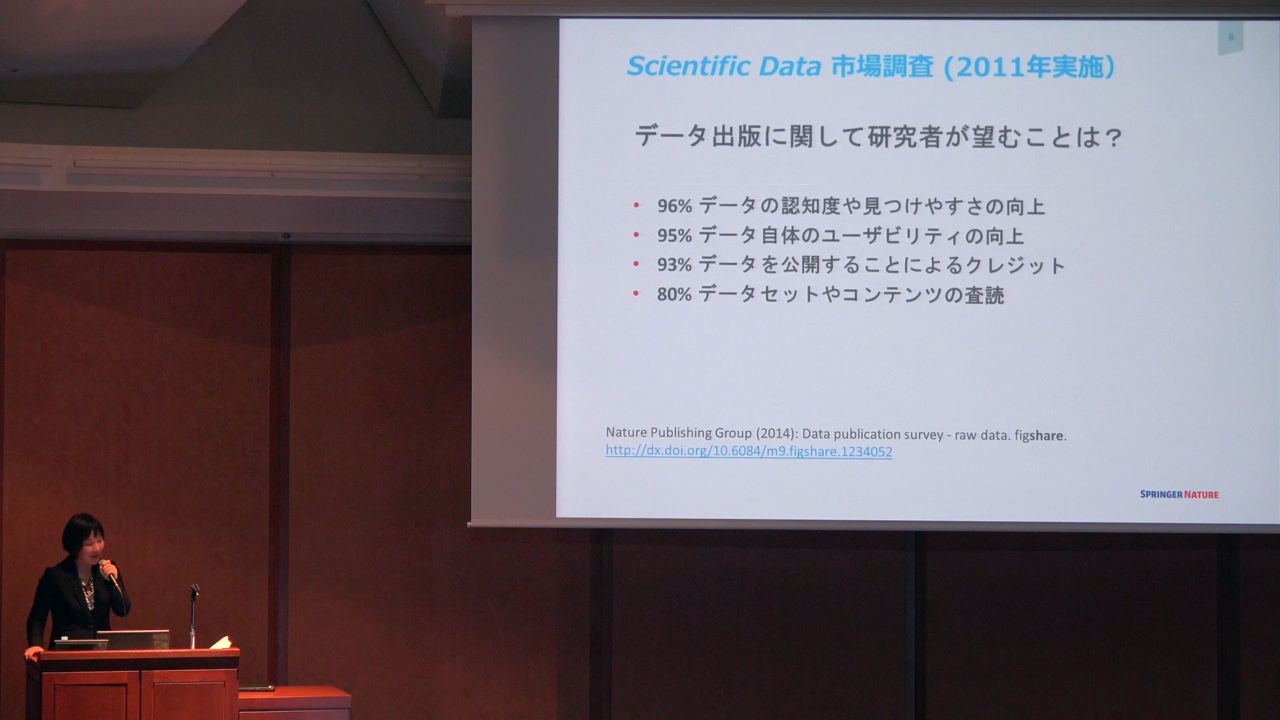 8
Scientific Data 市場調査 (2011年実施)
データ出版に関して研究者が望むことは？
• 96% データの認知度や見つけやすさの向上
• 95% データ自体のユーザビリティの向上
• 93% データを公開することによるクレジット
• 80% データセットやコンテンツの査読
Nature Publishing Group (2014): Data publication survey - raw data. figshare.
http://dx.doi.org/10.6084/m9.figshare.1234052
SPRINGER NATURE